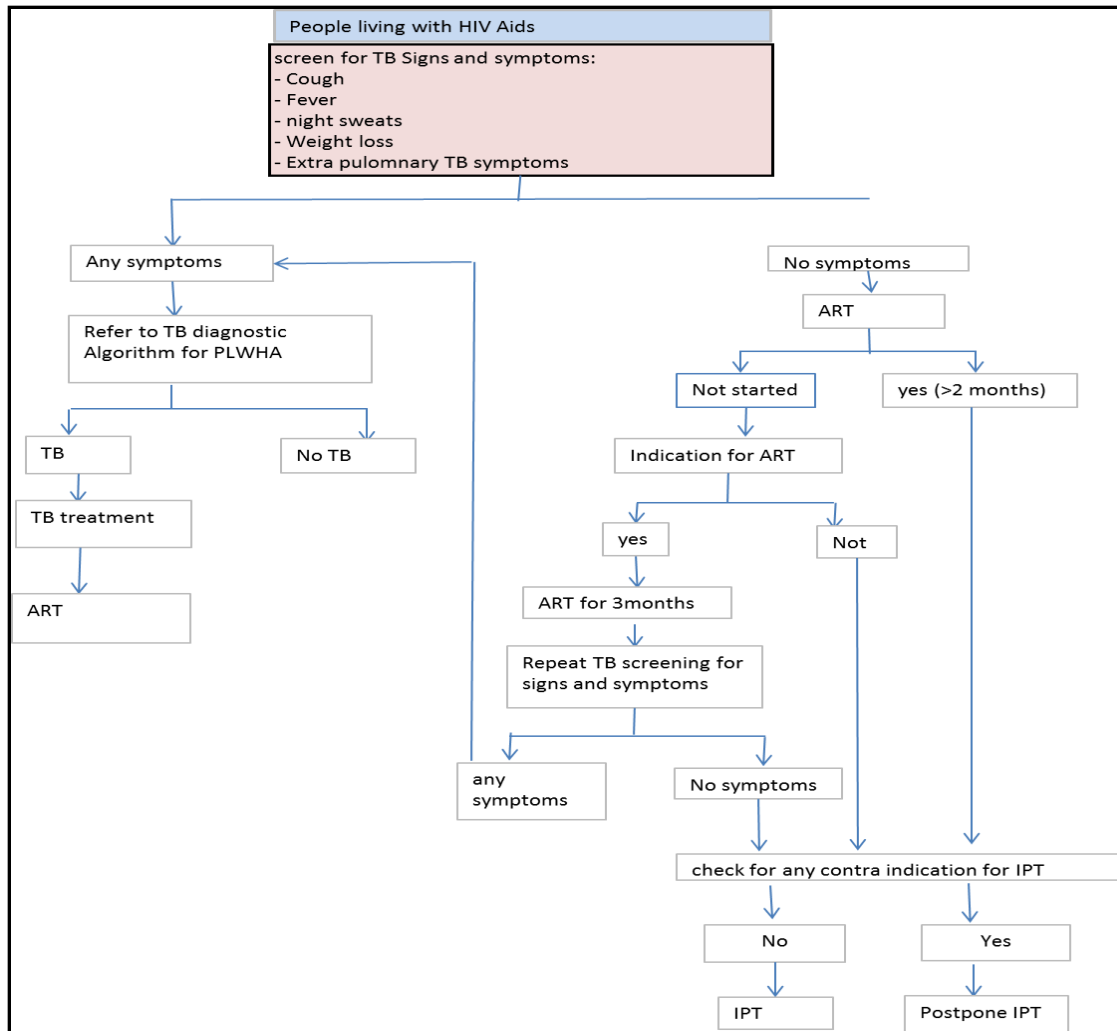 People living with HIV Aids
screen for TB Signs and symptoms:
- Cough
- Fever
- night sweats
- Weight loss
- Extra pulomnary TB symptoms
Any symptoms
No symptoms
Refer to TB diagnostic
Algorithm for PLWHA
ART
Not started
yes (>2 months)
TB
No TB
Indication for ART
TB treatment
yes
Not
ART
ART for 3months
Repeat TB screening for
signs and symptoms
any
symptoms
No symptoms
check for any contra indication for IPT
No
Yes
IPT
Postpone IPT